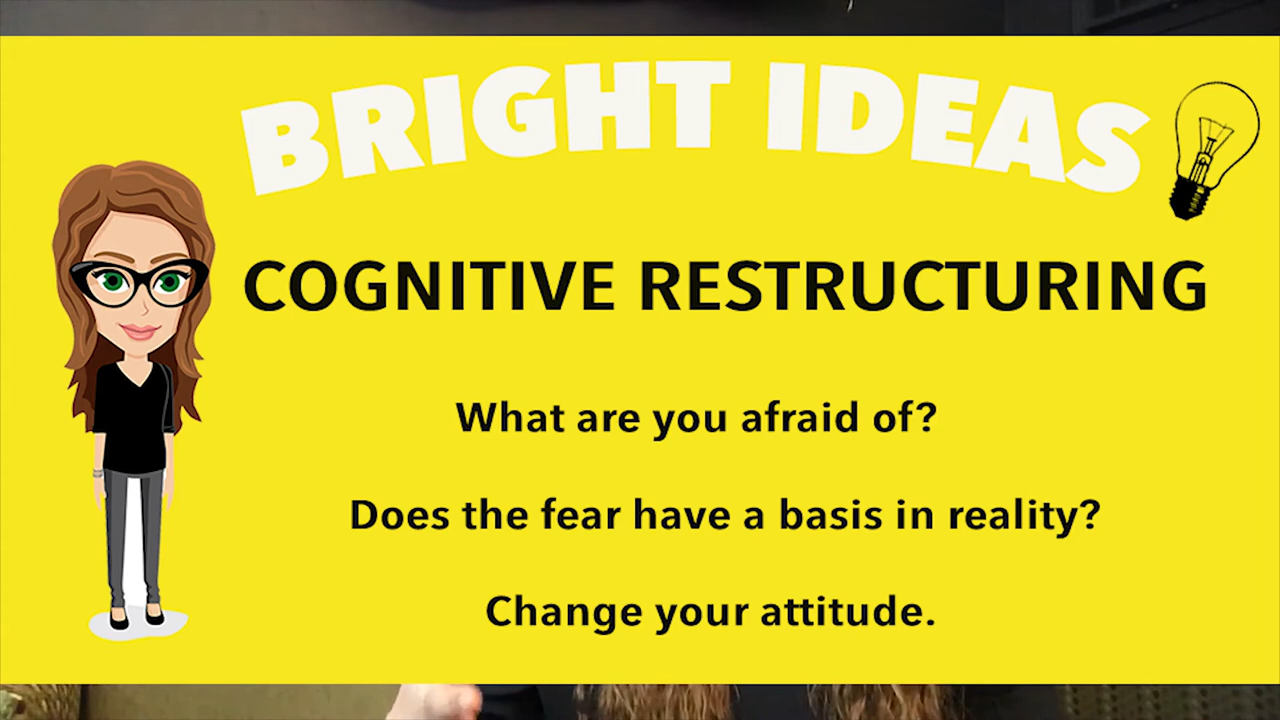 BRIGHT IDEAS
COGNITIVE RESTRUCTURING
What are you afraid of?
Does the fear have a basis in reality?
Change your attitude.